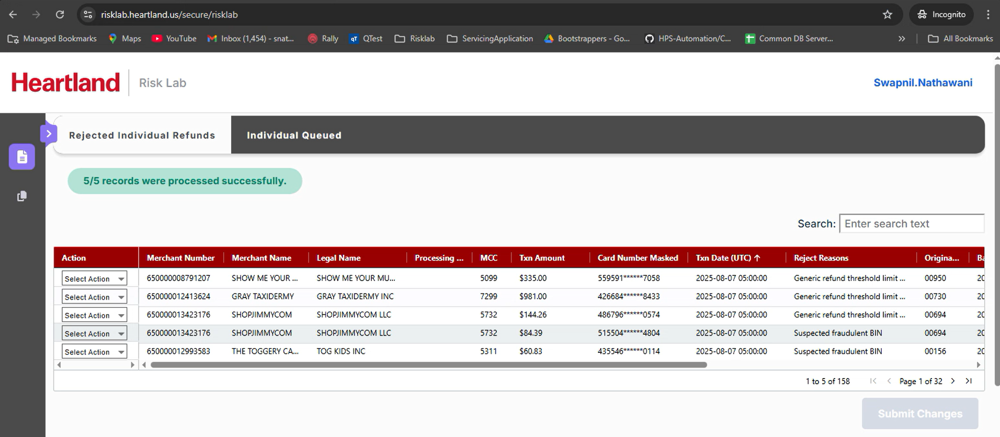 risklab.heartland.us/secure/risklab
Incognito
Managed Bookmarks Maps YouTube Inbox (1,454) - snat... Rally qT QTest Risklab ServicingApplication Bootstrappers - Go... HPS-Automation/C... Common DB Server... » All Bookmarks
Heartland Risk Lab
Swapnil.Nathawani
Rejected Individual Refunds Individual Queued
5/5 records were processed successfully.
Search: Enter search text
Action Merchant Number Merchant Name Legal Name Processing ... MCC Txn Amount Card Number Masked Txn Date (UTC) ↑ Reject Reasons Origina... Ba
Select Action 650000008791207 SHOW ME YOUR ... SHOW ME YOUR MU... 5099 $335.00 559591******7058 2025-08-07 05:00:00 Generic refund threshold limit ... 00950 20
Select Action 650000012413624 GRAY TAXIDERMY GRAY TAXIDERMY INC 7299 $981.00 426684******8433 2025-08-07 05:00:00 Generic refund threshold limit ... 00730 20
Select Action 650000013423176 SHOPJIMMYCOM SHOPJIMMYCOM LLC 5732 $144.26 486796******0574 2025-08-07 05:00:00 Generic refund threshold limit ... 00694 20
Select Action 650000013423176 SHOPJIMMYCOM SHOPJIMMYCOM LLC 5732 $84.39 515504******4804 2025-08-07 05:00:00 Suspected fraudulent BIN 00694 20
Select Action 650000012993583 THE TOGGERY CA... TOG KIDS INC 5311 $60.83 435546******0114 2025-08-07 05:00:00 Suspected fraudulent BIN 00156 20
1 to 5 of 158 Page 1 of 32
Submit Changes